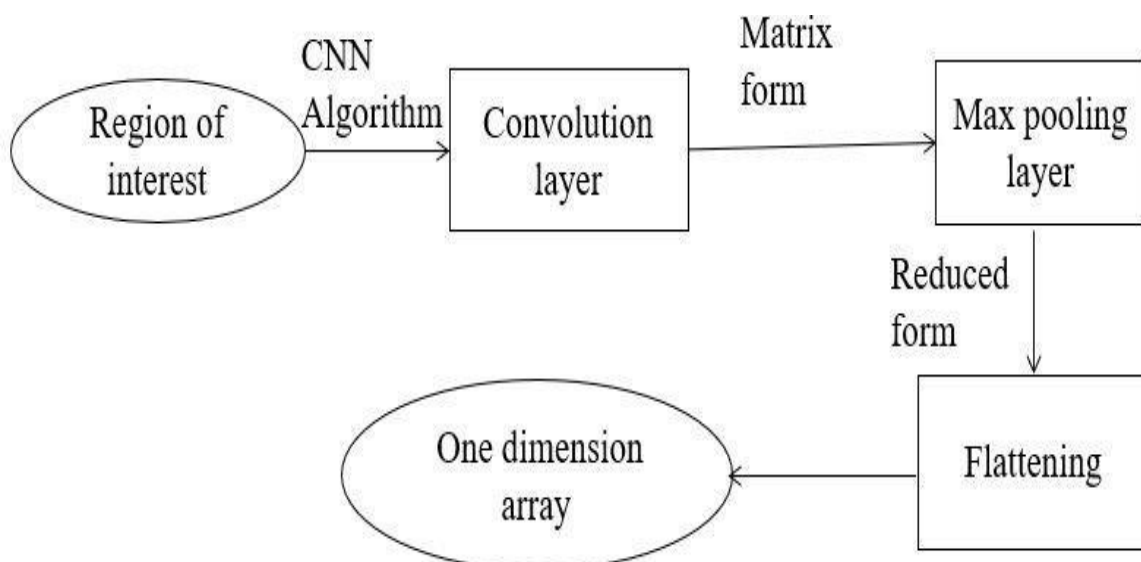 Region of
interest
CNN
Algorithm
Convolution
layer
Matrix
form
Max pooling
layer
Reduced
form
Flattening
One dimension
array